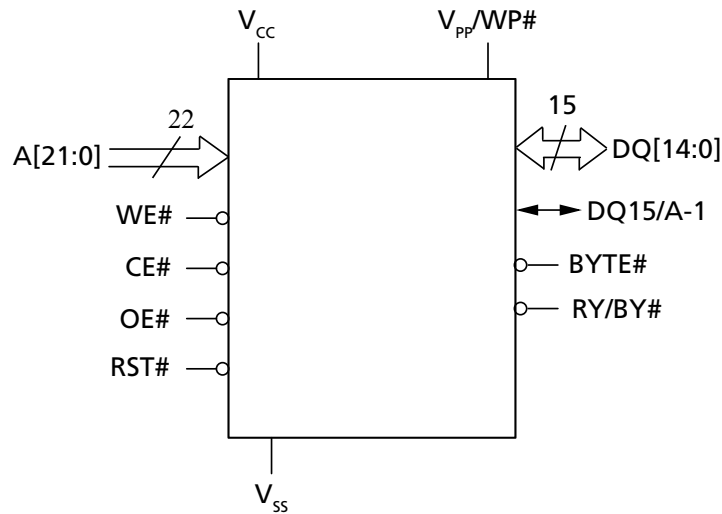 V_CC
V_PP/WP#
22
15
A[21:0]
DQ[14:0]
WE#
DQ15/A-1
CE#
BYTE#
OE#
RY/BY#
RST#
V_SS